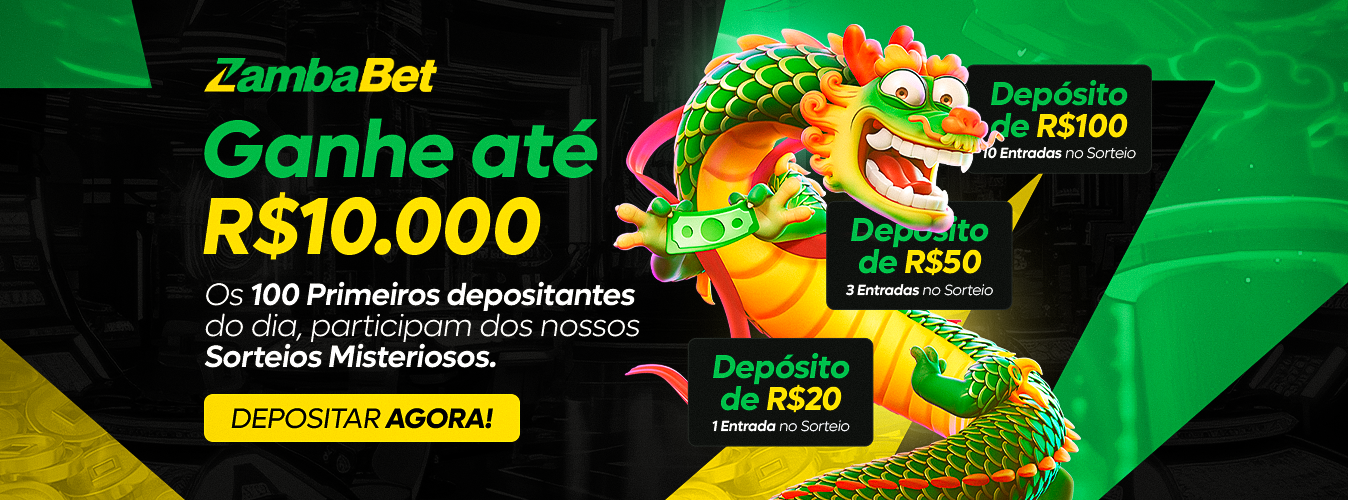 ZambaBet
Ganhe até
R$10.000
Os 100 Primeiros depositantes
do dia, participam dos nossos
Sorteios Misteriosos.
DEPOSITAR AGORA!
Depósito
de R$100
10 Entradas no Sorteio
Depósito
de R$50
3 Entradas no Sorteio
Depósito
de R$20
1 Entrada no Sorteio